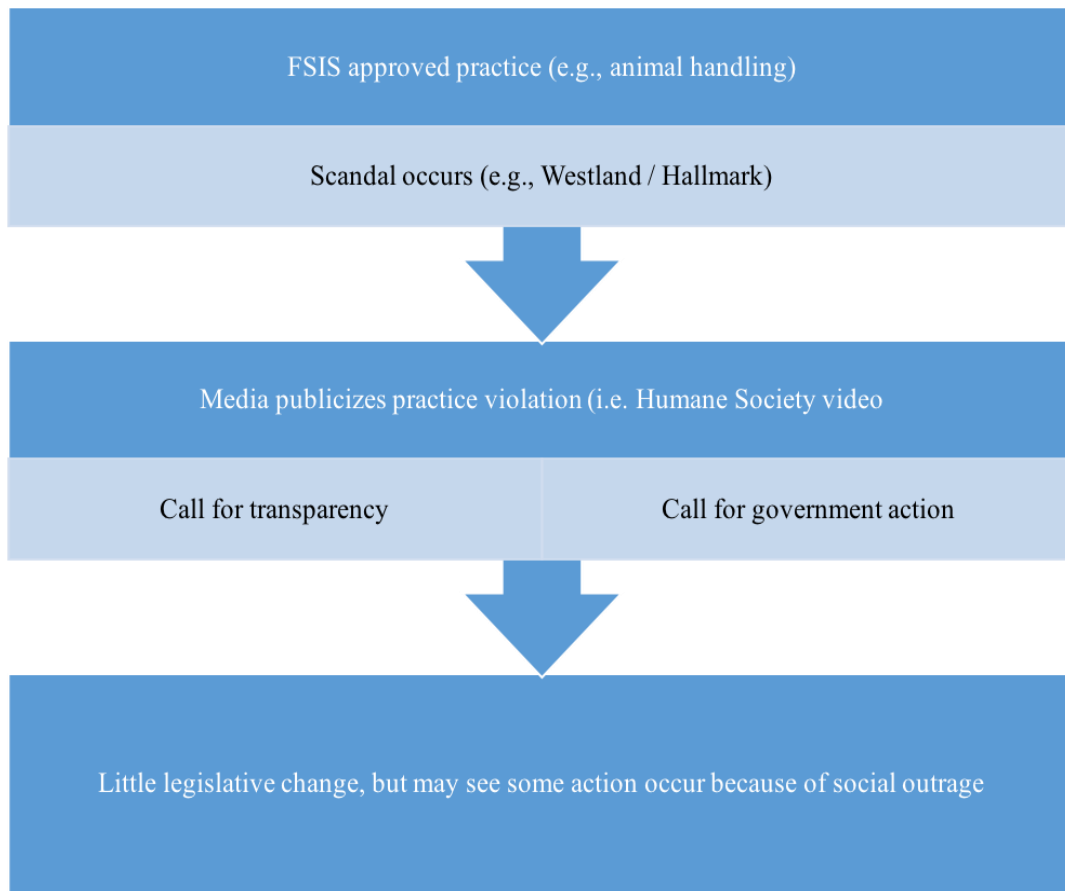 FSIS approved practice (e.g., animal handling)
Scandal occurs (e.g., Westland / Hallmark)
Media publicizes practice violation (i.e. Humane Society video
Call for transparency
Call for government action
Little legislative change, but may see some action occur because of social outrage